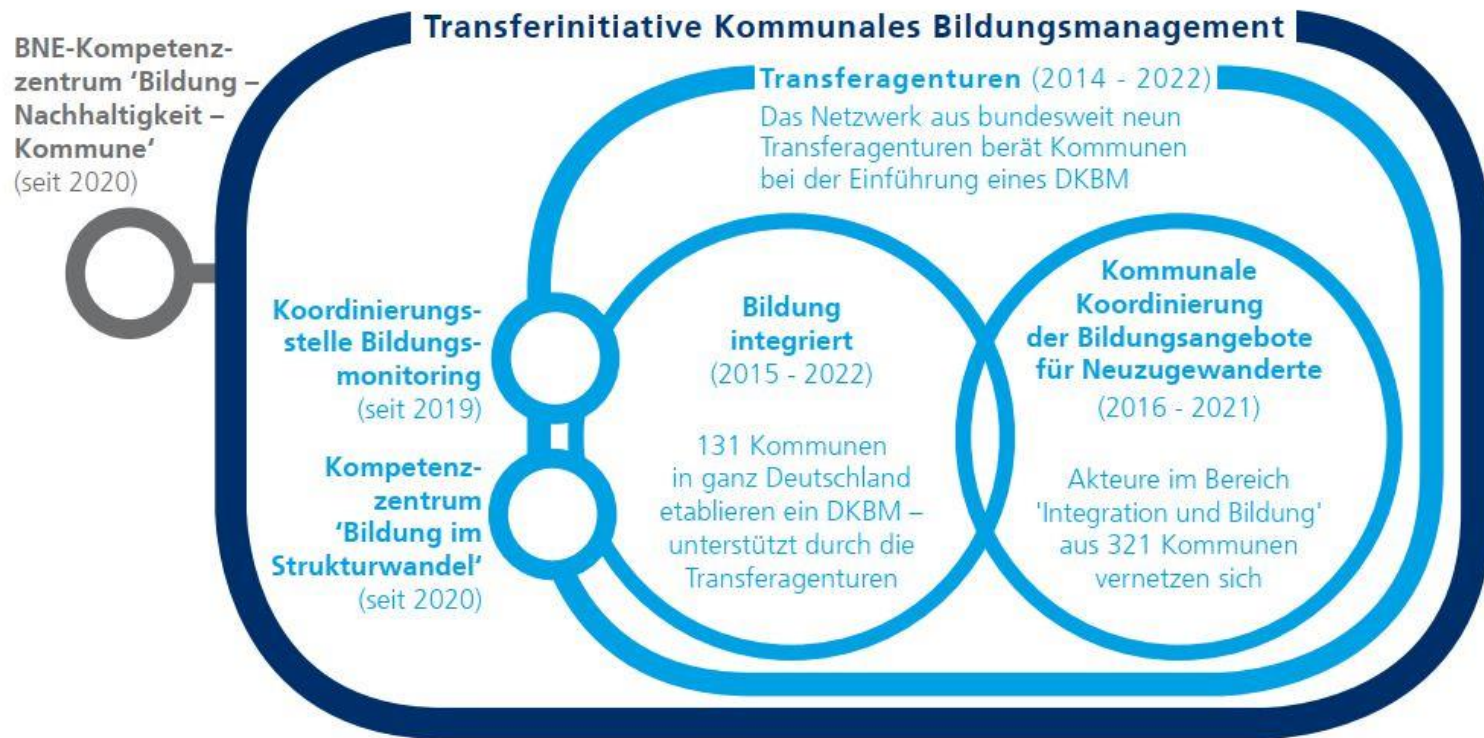 Transferinitiative Kommunales Bildungsmanagement
BNE-Kompetenz-
zentrum ‘Bildung –
Nachhaltigkeit –
Kommune‘
(seit 2020)
Transferagenturen (2014 - 2022)
Das Netzwerk aus bundesweit neun
Transferagenturen berät Kommunen
bei der Einführung eines DKBM
Koordinierungs-
stelle Bildungs-
monitoring
(seit 2019)
Kompetenz-
zentrum
‘Bildung im
Strukturwandel‘
(seit 2020)
Bildung
integriert
(2015 - 2022)
131 Kommunen
in ganz Deutschland
etablieren ein DKBM –
unterstützt durch die
Transferagenturen
Kommunale
Koordinierung
der Bildungsangebote
für Neuzugewanderte
(2016 - 2021)
Akteure im Bereich
'Integration und Bildung'
aus 321 Kommunen
vernetzen sich